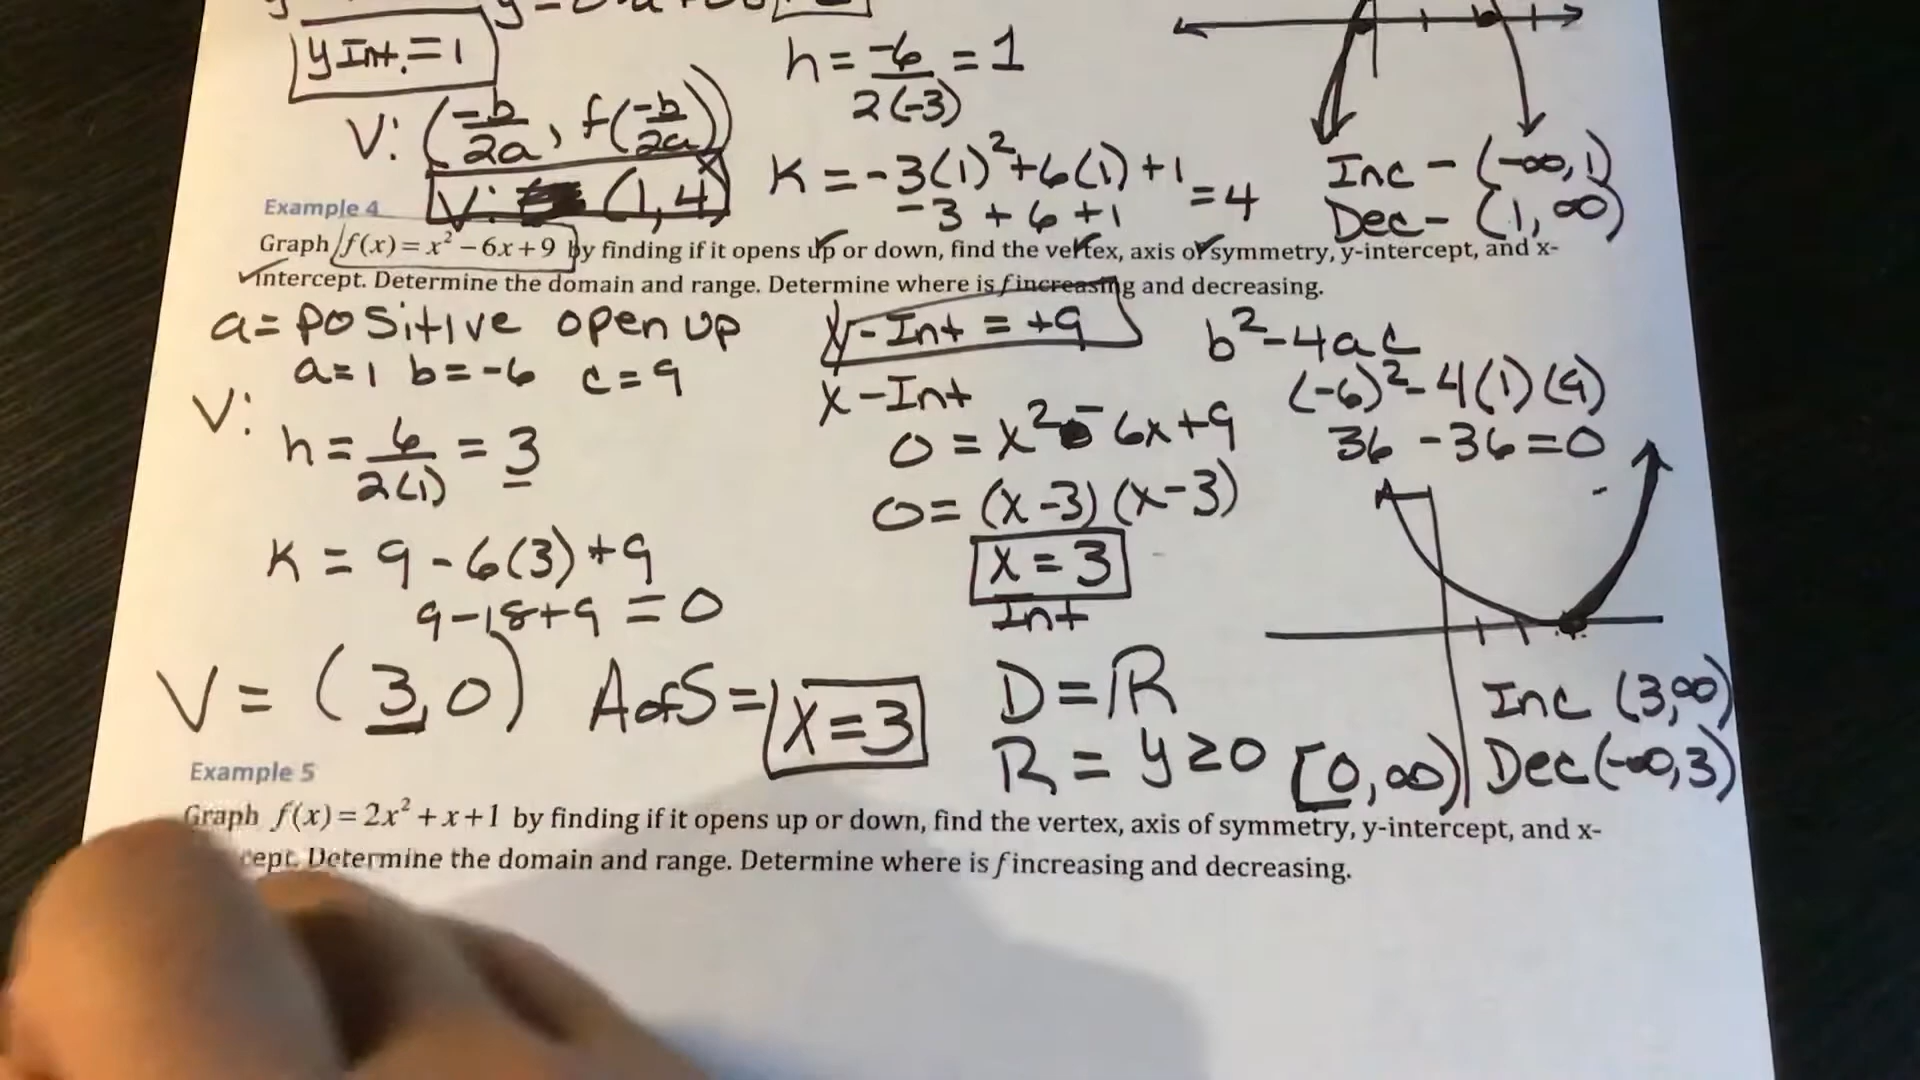 yInt. = 1
h = -6/2(-3) = 1
V: (-b/2a, f(-b/2a))
V: (1,4)
K = -3(1)²+6(1)+1 = 4
-3 + 6 + 1
Inc - (-∞,1)
Dec - (1,∞)
Example 4
Graph f(x) = x² − 6x + 9 by finding if it opens up or down, find the vertex, axis of symmetry, y-intercept, and x-
intercept. Determine the domain and range. Determine where is f increasing and decreasing.
a = positive open up
a=1 b=-6 c=9
V:
h = 6/2(1) = 3
K = 9 - 6(3) + 9
9-18+9 = 0
V = (3,0) AofS = x=3
y-Int = +9
x-Int
0 = x² - 6x+9
0 = (x-3)(x-3)
x = 3
Int
b²-4ac
(-6)²-4(1)(9)
36 - 36 = 0
D = ℝ
R = y≥0 [0,∞)
Inc (3,∞)
Dec (-∞,3)
Example 5
Graph f(x) = 2x² + x + 1 by finding if it opens up or down, find the vertex, axis of symmetry, y-intercept, and x-
cept. Determine the domain and range. Determine where is f increasing and decreasing.